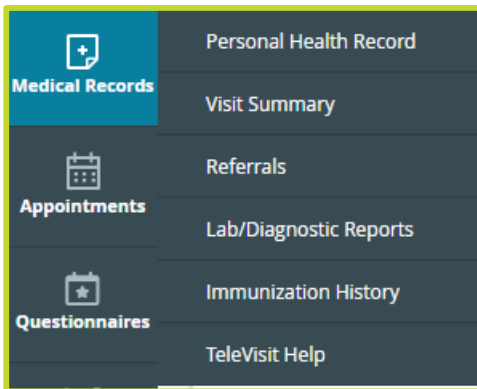 Medical Records
Appointments
Questionnaires
Personal Health Record
Visit Summary
Referrals
Lab/Diagnostic Reports
Immunization History
TeleVisit Help